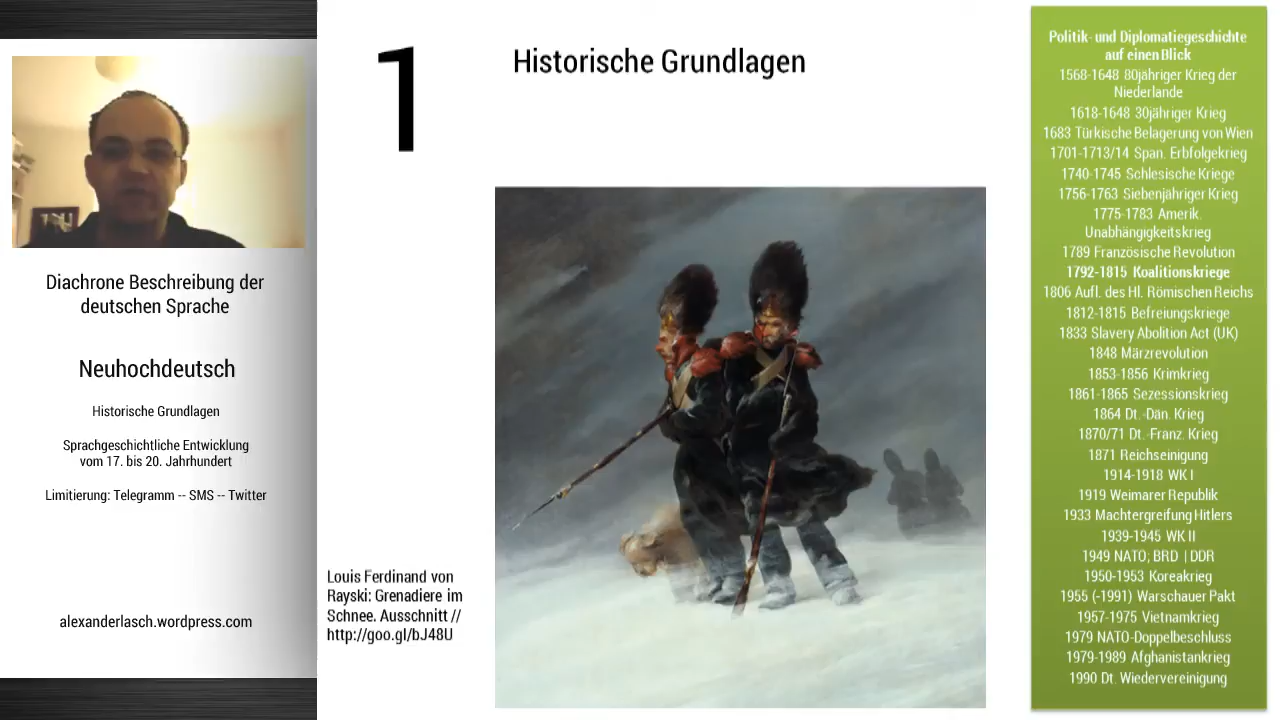 Diachrone Beschreibung der
deutschen Sprache
Neuhochdeutsch
Historische Grundlagen
Sprachgeschichtliche Entwicklung
vom 17. bis 20. Jahrhundert
Limitierung: Telegramm -- SMS -- Twitter
alexanderlasch.wordpress.com
1
Historische Grundlagen
Louis Ferdinand von
Rayski: Grenadiere im
Schnee. Ausschnitt //
http://goo.gl/bJ48U
Politik- und Diplomatiegeschichte
auf einen Blick
1568-1648 80jähriger Krieg der
Niederlande
1618-1648 30jähriger Krieg
1683 Türkische Belagerung von Wien
1701-1713/14 Span. Erbfolgekrieg
1740-1745 Schlesische Kriege
1756-1763 Siebenjähriger Krieg
1775-1783 Amerik.
Unabhängigkeitskrieg
1789 Französische Revolution
1792-1815 Koalitionskriege
1806 Aufl. des Hl. Römischen Reichs
1812-1815 Befreiungskriege
1833 Slavery Abolition Act (UK)
1848 Märzrevolution
1853-1856 Krimkrieg
1861-1865 Sezessionskrieg
1864 Dt.-Dän. Krieg
1870/71 Dt.-Franz. Krieg
1871 Reichseinigung
1914-1918 WK I
1919 Weimarer Republik
1933 Machtergreifung Hitlers
1939-1945 WK II
1949 NATO; BRD | DDR
1950-1953 Koreakrieg
1955 (-1991) Warschauer Pakt
1957-1975 Vietnamkrieg
1979 NATO-Doppelbeschluss
1979-1989 Afghanistankrieg
1990 Dt. Wiedervereinigung